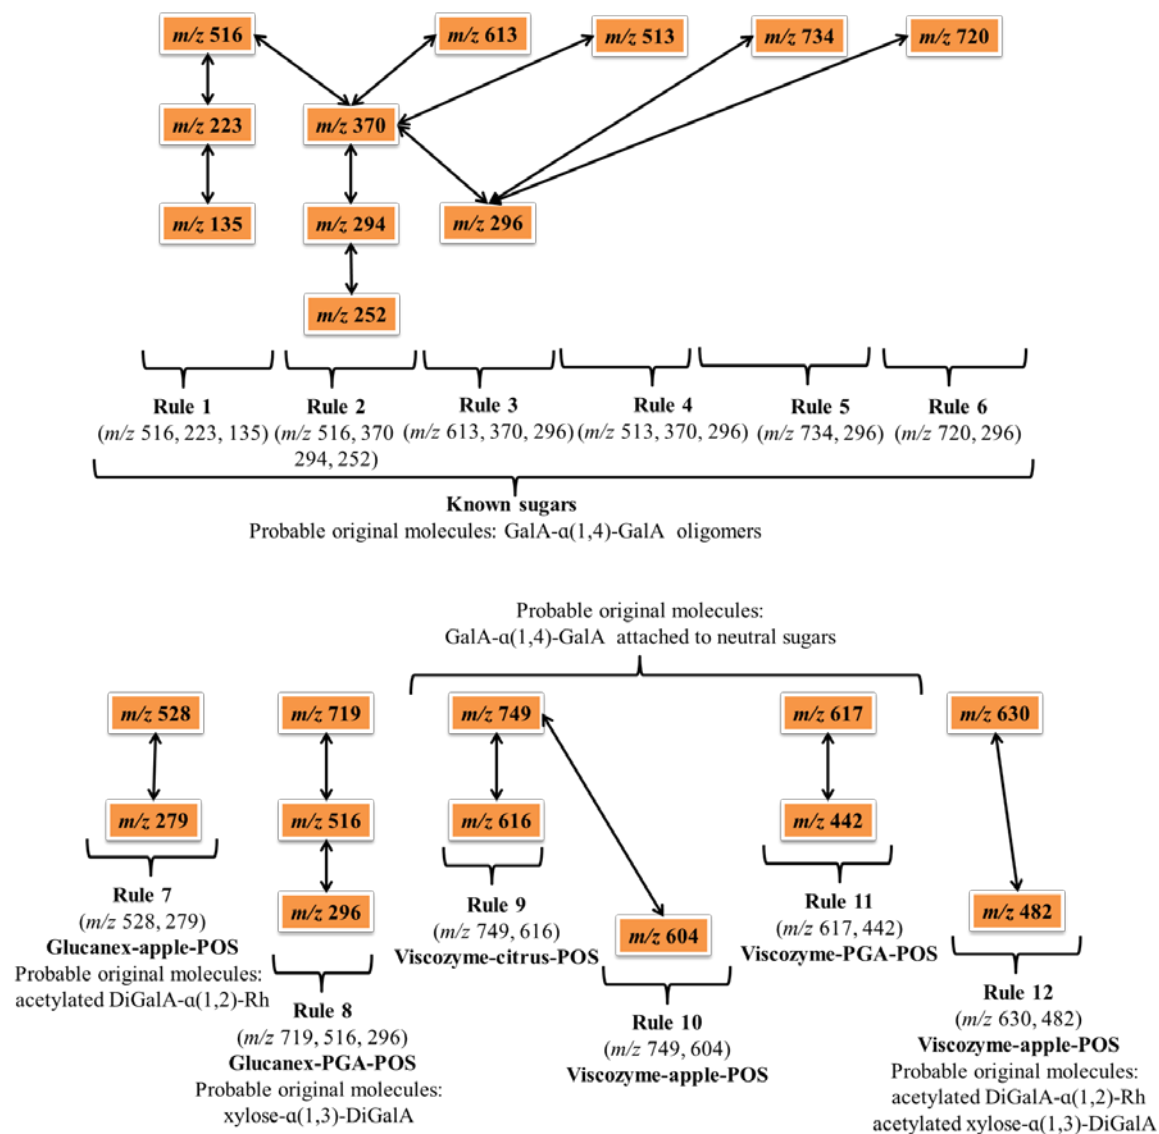 m/z 516
m/z 613
m/z 513
m/z 734
m/z 720
m/z 223
m/z 370
m/z 135
m/z 294
m/z 296
m/z 252
Rule 1
(m/z 516, 223, 135)
Rule 2
(m/z 516, 370
294, 252)
Rule 3
(m/z 613, 370, 296)
Rule 4
(m/z 513, 370, 296)
Rule 5
(m/z 734, 296)
Rule 6
(m/z 720, 296)
Known sugars
Probable original molecules: GalA-α(1,4)-GalA oligomers
Probable original molecules:
GalA-α(1,4)-GalA attached to neutral sugars
m/z 528
m/z 719
m/z 749
m/z 617
m/z 630
m/z 279
m/z 516
m/z 616
m/z 442
m/z 296
m/z 604
m/z 482
Rule 7
(m/z 528, 279)
Glucanex-apple-POS
Probable original molecules:
acetylated DiGalA-α(1,2)-Rh
Rule 8
(m/z 719, 516, 296)
Glucanex-PGA-POS
Probable original molecules:
xylose-α(1,3)-DiGalA
Rule 9
(m/z 749, 616)
Viscozyme-citrus-POS
Rule 10
(m/z 749, 604)
Viscozyme-apple-POS
Rule 11
(m/z 617, 442)
Viscozyme-PGA-POS
Rule 12
(m/z 630, 482)
Viscozyme-apple-POS
Probable original molecules:
acetylated DiGalA-α(1,2)-Rh
acetylated xylose-α(1,3)-DiGalA